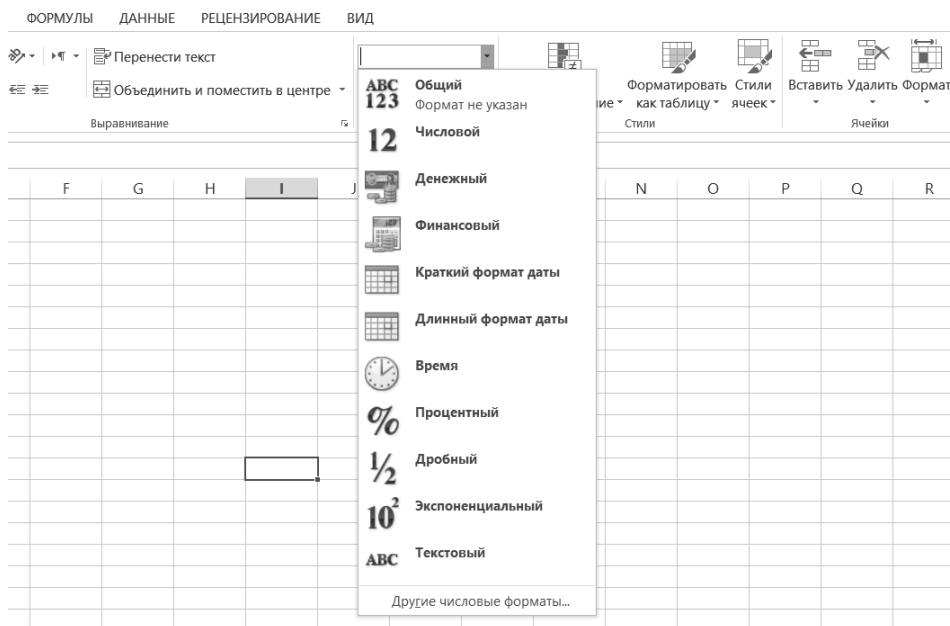 ФОРМУЛЫ ДАННЫЕ РЕЦЕНЗИРОВАНИЕ ВИД
Перенести текст
Объединить и поместить в центре
Выравнивание
ABC 123
Общий
Формат не указан
12
Числовой
Денежный
Финансовый
Краткий формат даты
Длинный формат даты
Время
%
Процентный
½
Дробный
10²
Экспоненциальный
ABC
Текстовый
Другие числовые форматы...
ие
Форматировать
как таблицу
Стили
ячеек
Стили
Вставить Удалить Формат
Ячейки
F G H I J N O P Q R